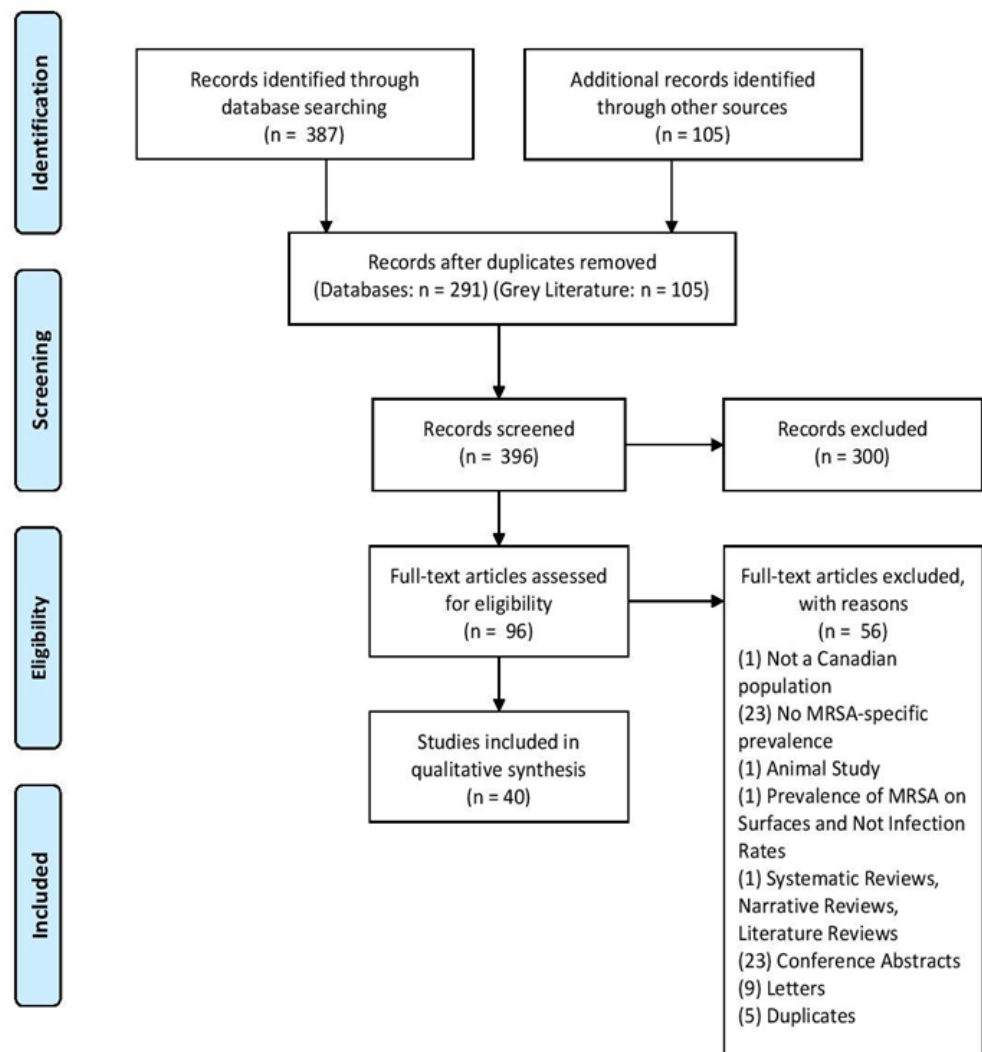 Identification
Records identified through
database searching
(n = 387)
Additional records identified
through other sources
(n = 105)
Records after duplicates removed
(Databases: n = 291) (Grey Literature: n = 105)
Screening
Records screened
(n = 396)
Records excluded
(n = 300)
Eligibility
Full-text articles assessed
for eligibility
(n = 96)
Full-text articles excluded,
with reasons
(n = 56)
(1) Not a Canadian
population
(23) No MRSA-specific
prevalence
(1) Animal Study
(1) Prevalence of MRSA on
Surfaces and Not Infection
Rates
(1) Systematic Reviews,
Narrative Reviews,
Literature Reviews
(23) Conference Abstracts
(9) Letters
(5) Duplicates
Included
Studies included in
qualitative synthesis
(n = 40)